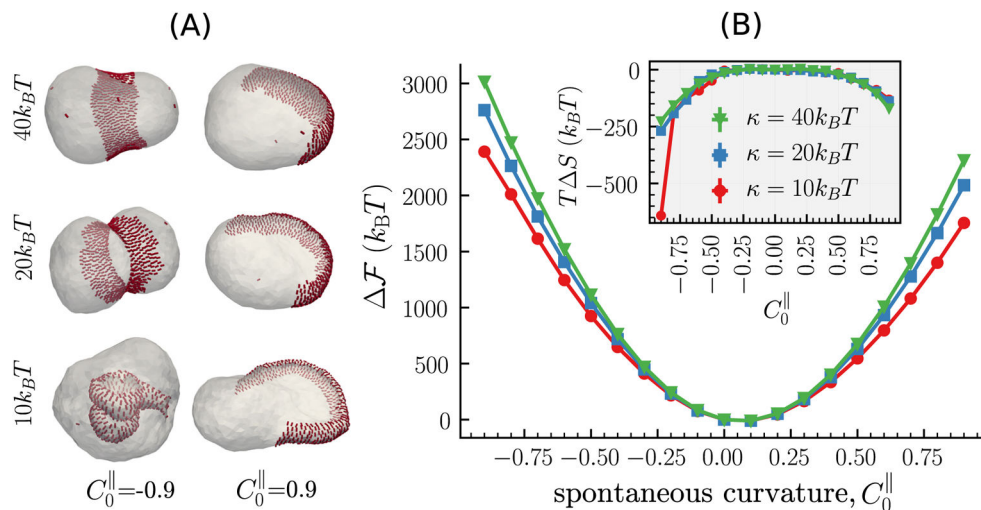 (A)
(B)
40k_BT
20k_BT
10k_BT
C_0^∥=-0.9
C_0^∥=0.9
ΔF (k_BT)
3000
2500
2000
1500
1000
500
0
−0.75
−0.50
−0.25
0.00
0.25
0.50
0.75
spontaneous curvature, C_0^∥
TΔS (k_BT)
0
−250
−500
κ = 40k_BT
κ = 20k_BT
κ = 10k_BT
−0.75
−0.50
−0.25
0.00
0.25
0.50
0.75
C_0^∥